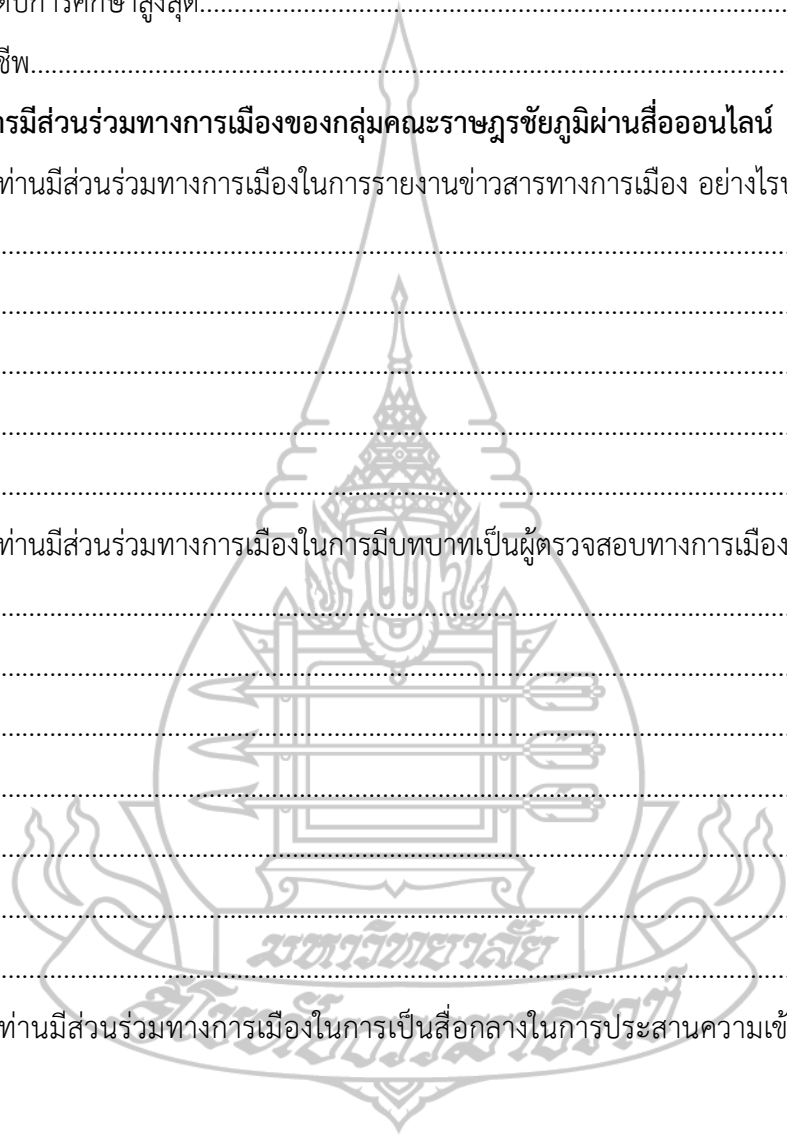 ดับการศึกษาสูงสุด....................................................................................................
ชีพ....................................................................................................
ารมีส่วนร่วมทางการเมืองของกลุ่มคณะราษฎรชัยภูมิผ่านสื่อออนไลน์
ท่านมีส่วนร่วมทางการเมืองในการรายงานข่าวสารทางการเมือง อย่างไร
....................................................................................................
....................................................................................................
....................................................................................................
....................................................................................................
....................................................................................................
ท่านมีส่วนร่วมทางการเมืองในการมีบทบาทเป็นผู้ตรวจสอบทางการเมือง
....................................................................................................
....................................................................................................
....................................................................................................
....................................................................................................
....................................................................................................
....................................................................................................
มหาวิทยาลัย
....................................................................................................
สุโขทัยธรรมาธิราช
ท่านมีส่วนร่วมทางการเมืองในการเป็นสื่อกลางในการประสานความเข้